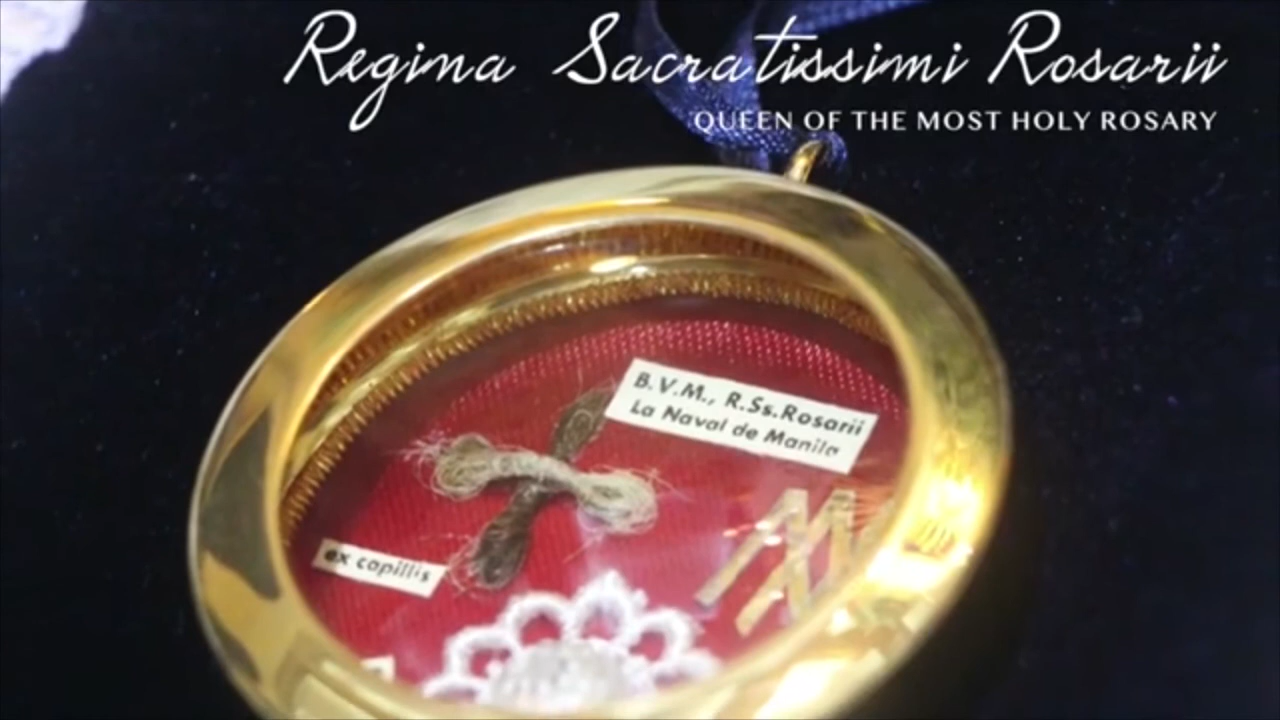 Regina Sacratissimi Rosarii
QUEEN OF THE MOST HOLY ROSARY
B.V.M., R.Ss.Rosarii
La Naval de Manila
ex capillis